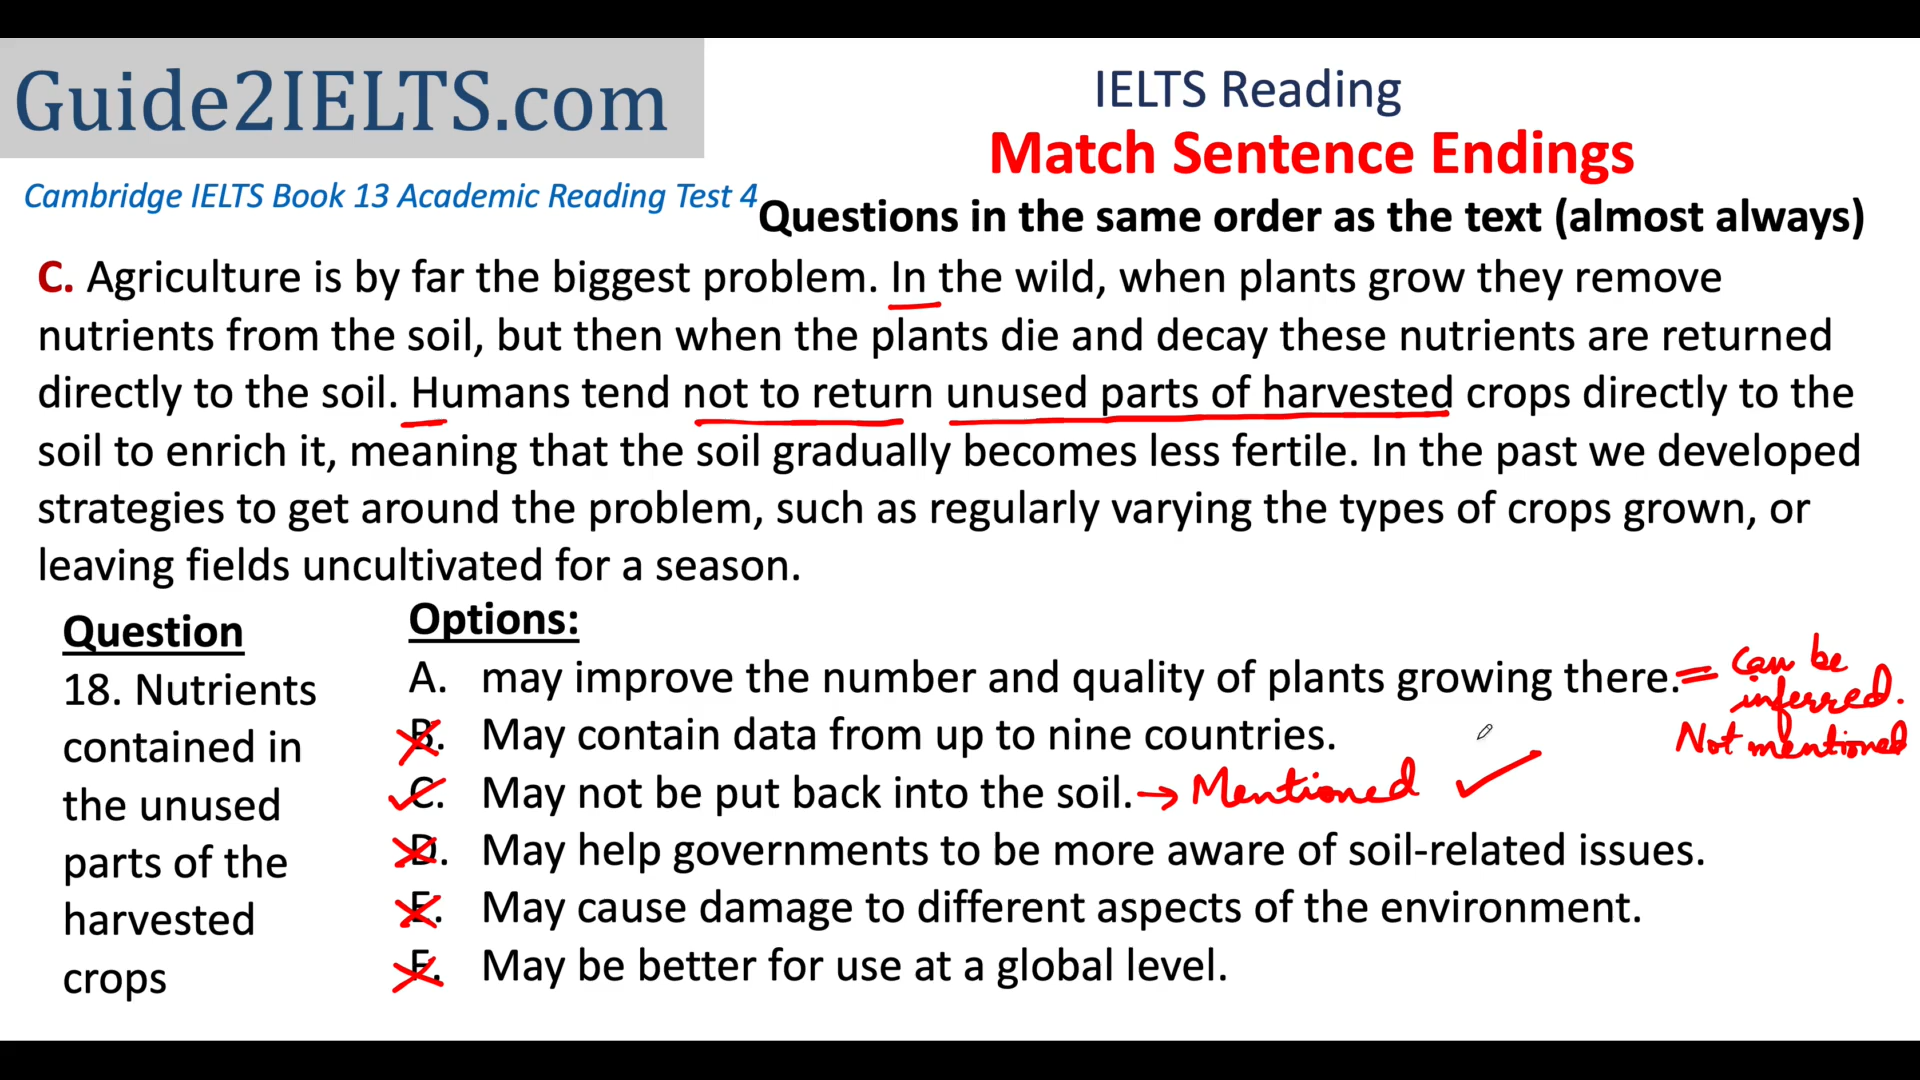 Guide2IELTS.com
IELTS Reading
Match Sentence Endings
Cambridge IELTS Book 13 Academic Reading Test 4
Questions in the same order as the text (almost always)
C. Agriculture is by far the biggest problem. In the wild, when plants grow they remove
nutrients from the soil, but then when the plants die and decay these nutrients are returned
directly to the soil. Humans tend not to return unused parts of harvested crops directly to the
soil to enrich it, meaning that the soil gradually becomes less fertile. In the past we developed
strategies to get around the problem, such as regularly varying the types of crops grown, or
leaving fields uncultivated for a season.
Question
18. Nutrients
contained in
the unused
parts of the
harvested
crops
Options:
A. may improve the number and quality of plants growing there. = can be
inferred.
Not mentioned
B. May contain data from up to nine countries.
C. May not be put back into the soil. → Mentioned ✓
D. May help governments to be more aware of soil-related issues.
E. May cause damage to different aspects of the environment.
F. May be better for use at a global level.